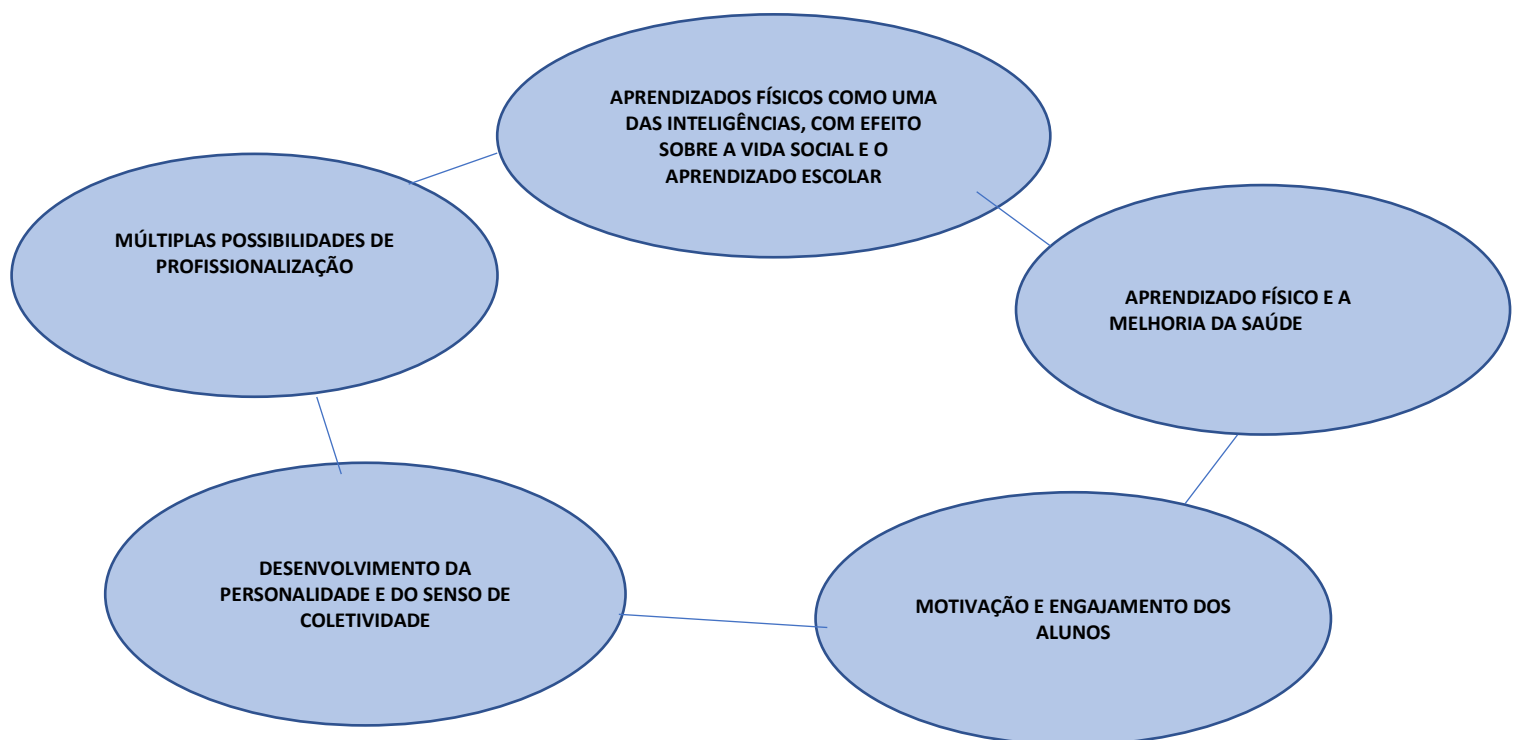 APRENDIZADOS FÍSICOS COMO UMA
DAS INTELIGÊNCIAS, COM EFEITO
SOBRE A VIDA SOCIAL E O
APRENDIZADO ESCOLAR
MÚLTIPLAS POSSIBILIDADES DE
PROFISSIONALIZAÇÃO
APRENDIZADO FÍSICO E A
MELHORIA DA SAÚDE
DESENVOLVIMENTO DA
PERSONALIDADE E DO SENSO DE
COLETIVIDADE
MOTIVAÇÃO E ENGAJAMENTO DOS
ALUNOS